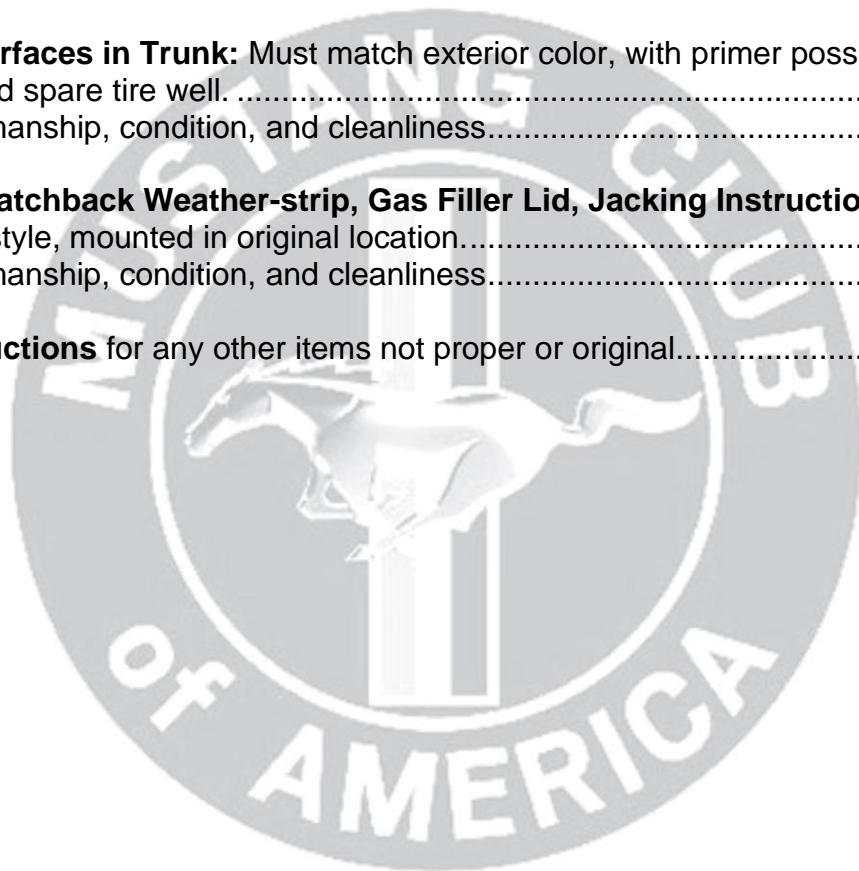 rfaces in Trunk: Must match exterior color, with primer poss
d spare tire well. ................................................................................
manship, condition, and cleanliness.............................................
atchback Weather-strip, Gas Filler Lid, Jacking Instructio
style, mounted in original location................................................
manship, condition, and cleanliness.............................................
uctions for any other items not proper or original......................
MUSTANG CLUB
of AMERICA